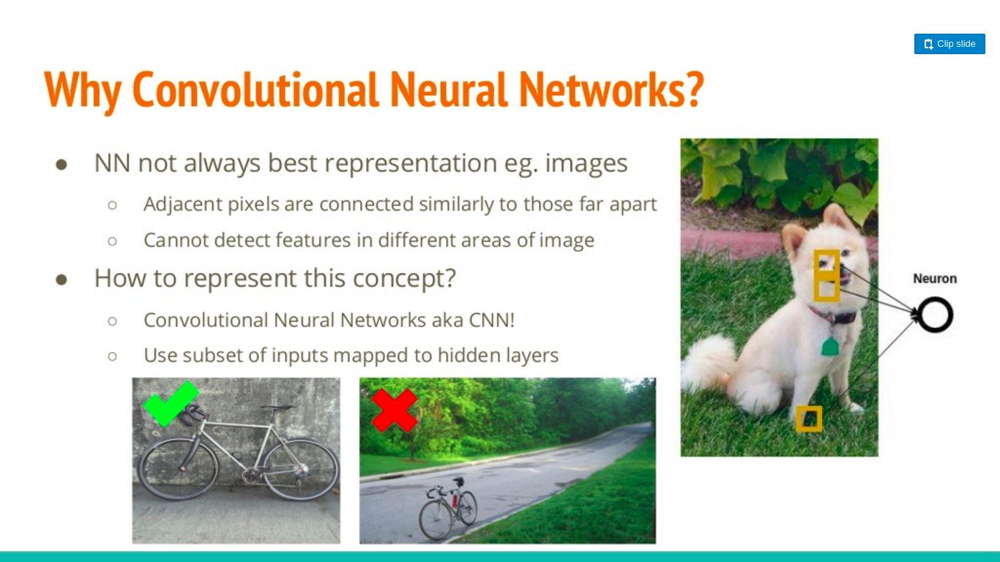 Clip slide
Why Convolutional Neural Networks?
● NN not always best representation eg. images
○ Adjacent pixels are connected similarly to those far apart
○ Cannot detect features in different areas of image
● How to represent this concept?
○ Convolutional Neural Networks aka CNN!
○ Use subset of inputs mapped to hidden layers
Neuron